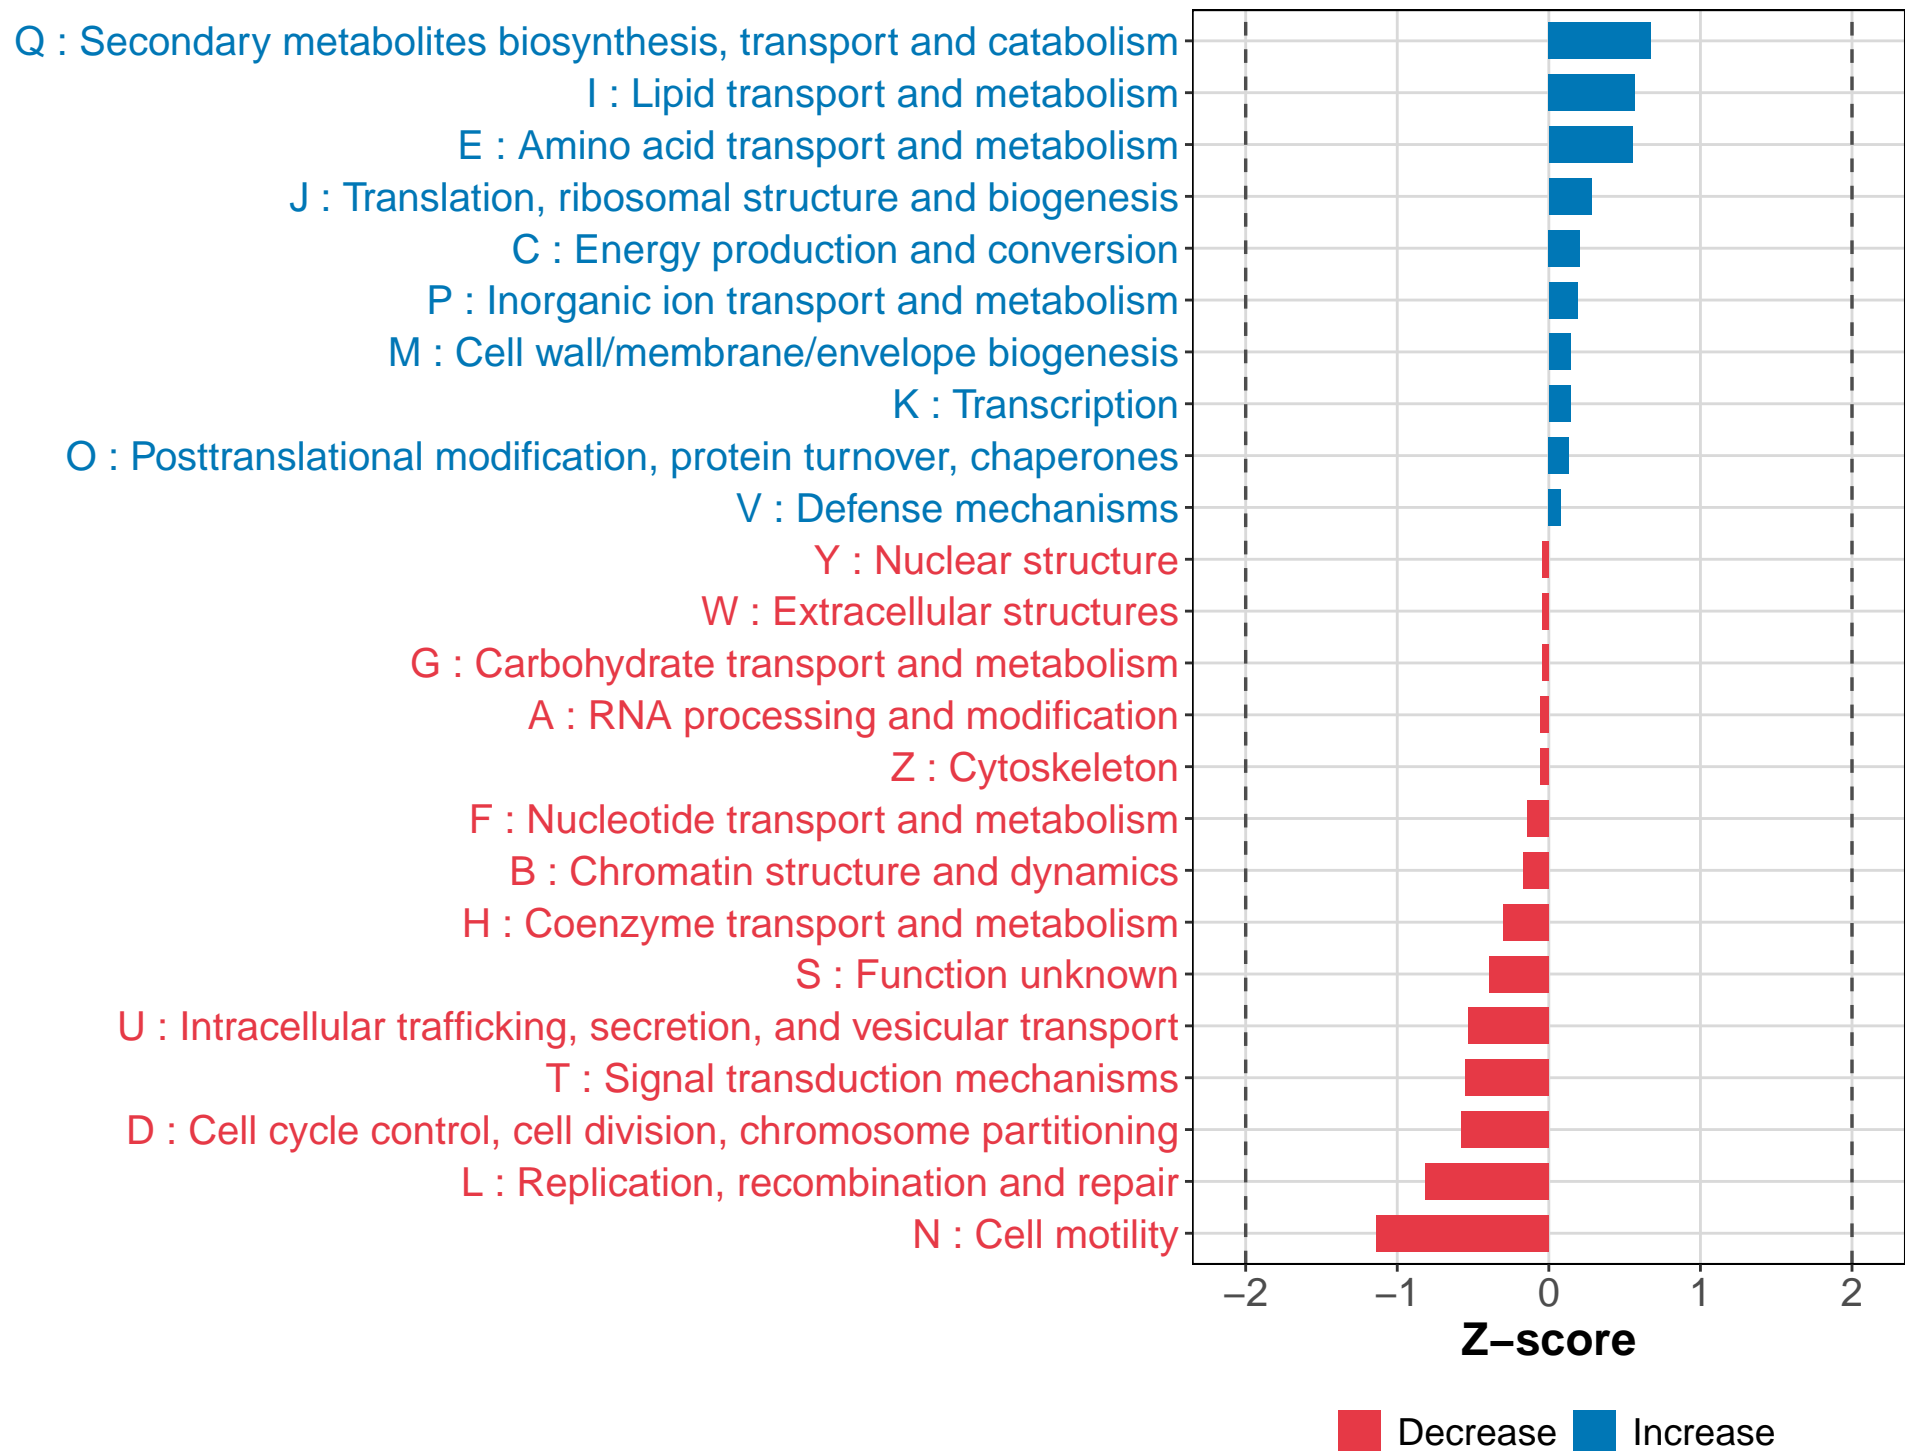 Q : Secondary metabolites biosynthesis, transport and catabolism
I : Lipid transport and metabolism
E : Amino acid transport and metabolism
J : Translation, ribosomal structure and biogenesis
C : Energy production and conversion
P : Inorganic ion transport and metabolism
M : Cell wall/membrane/envelope biogenesis
K : Transcription
O : Posttranslational modification, protein turnover, chaperones
V : Defense mechanisms
Y : Nuclear structure
W : Extracellular structures
G : Carbohydrate transport and metabolism
A : RNA processing and modification
Z : Cytoskeleton
F : Nucleotide transport and metabolism
B : Chromatin structure and dynamics
H : Coenzyme transport and metabolism
S : Function unknown
U : Intracellular trafficking, secretion, and vesicular transport
T : Signal transduction mechanisms
D : Cell cycle control, cell division, chromosome partitioning
L : Replication, recombination and repair
N : Cell motility
−2 −1 0 1 2
Z−score
Decrease Increase